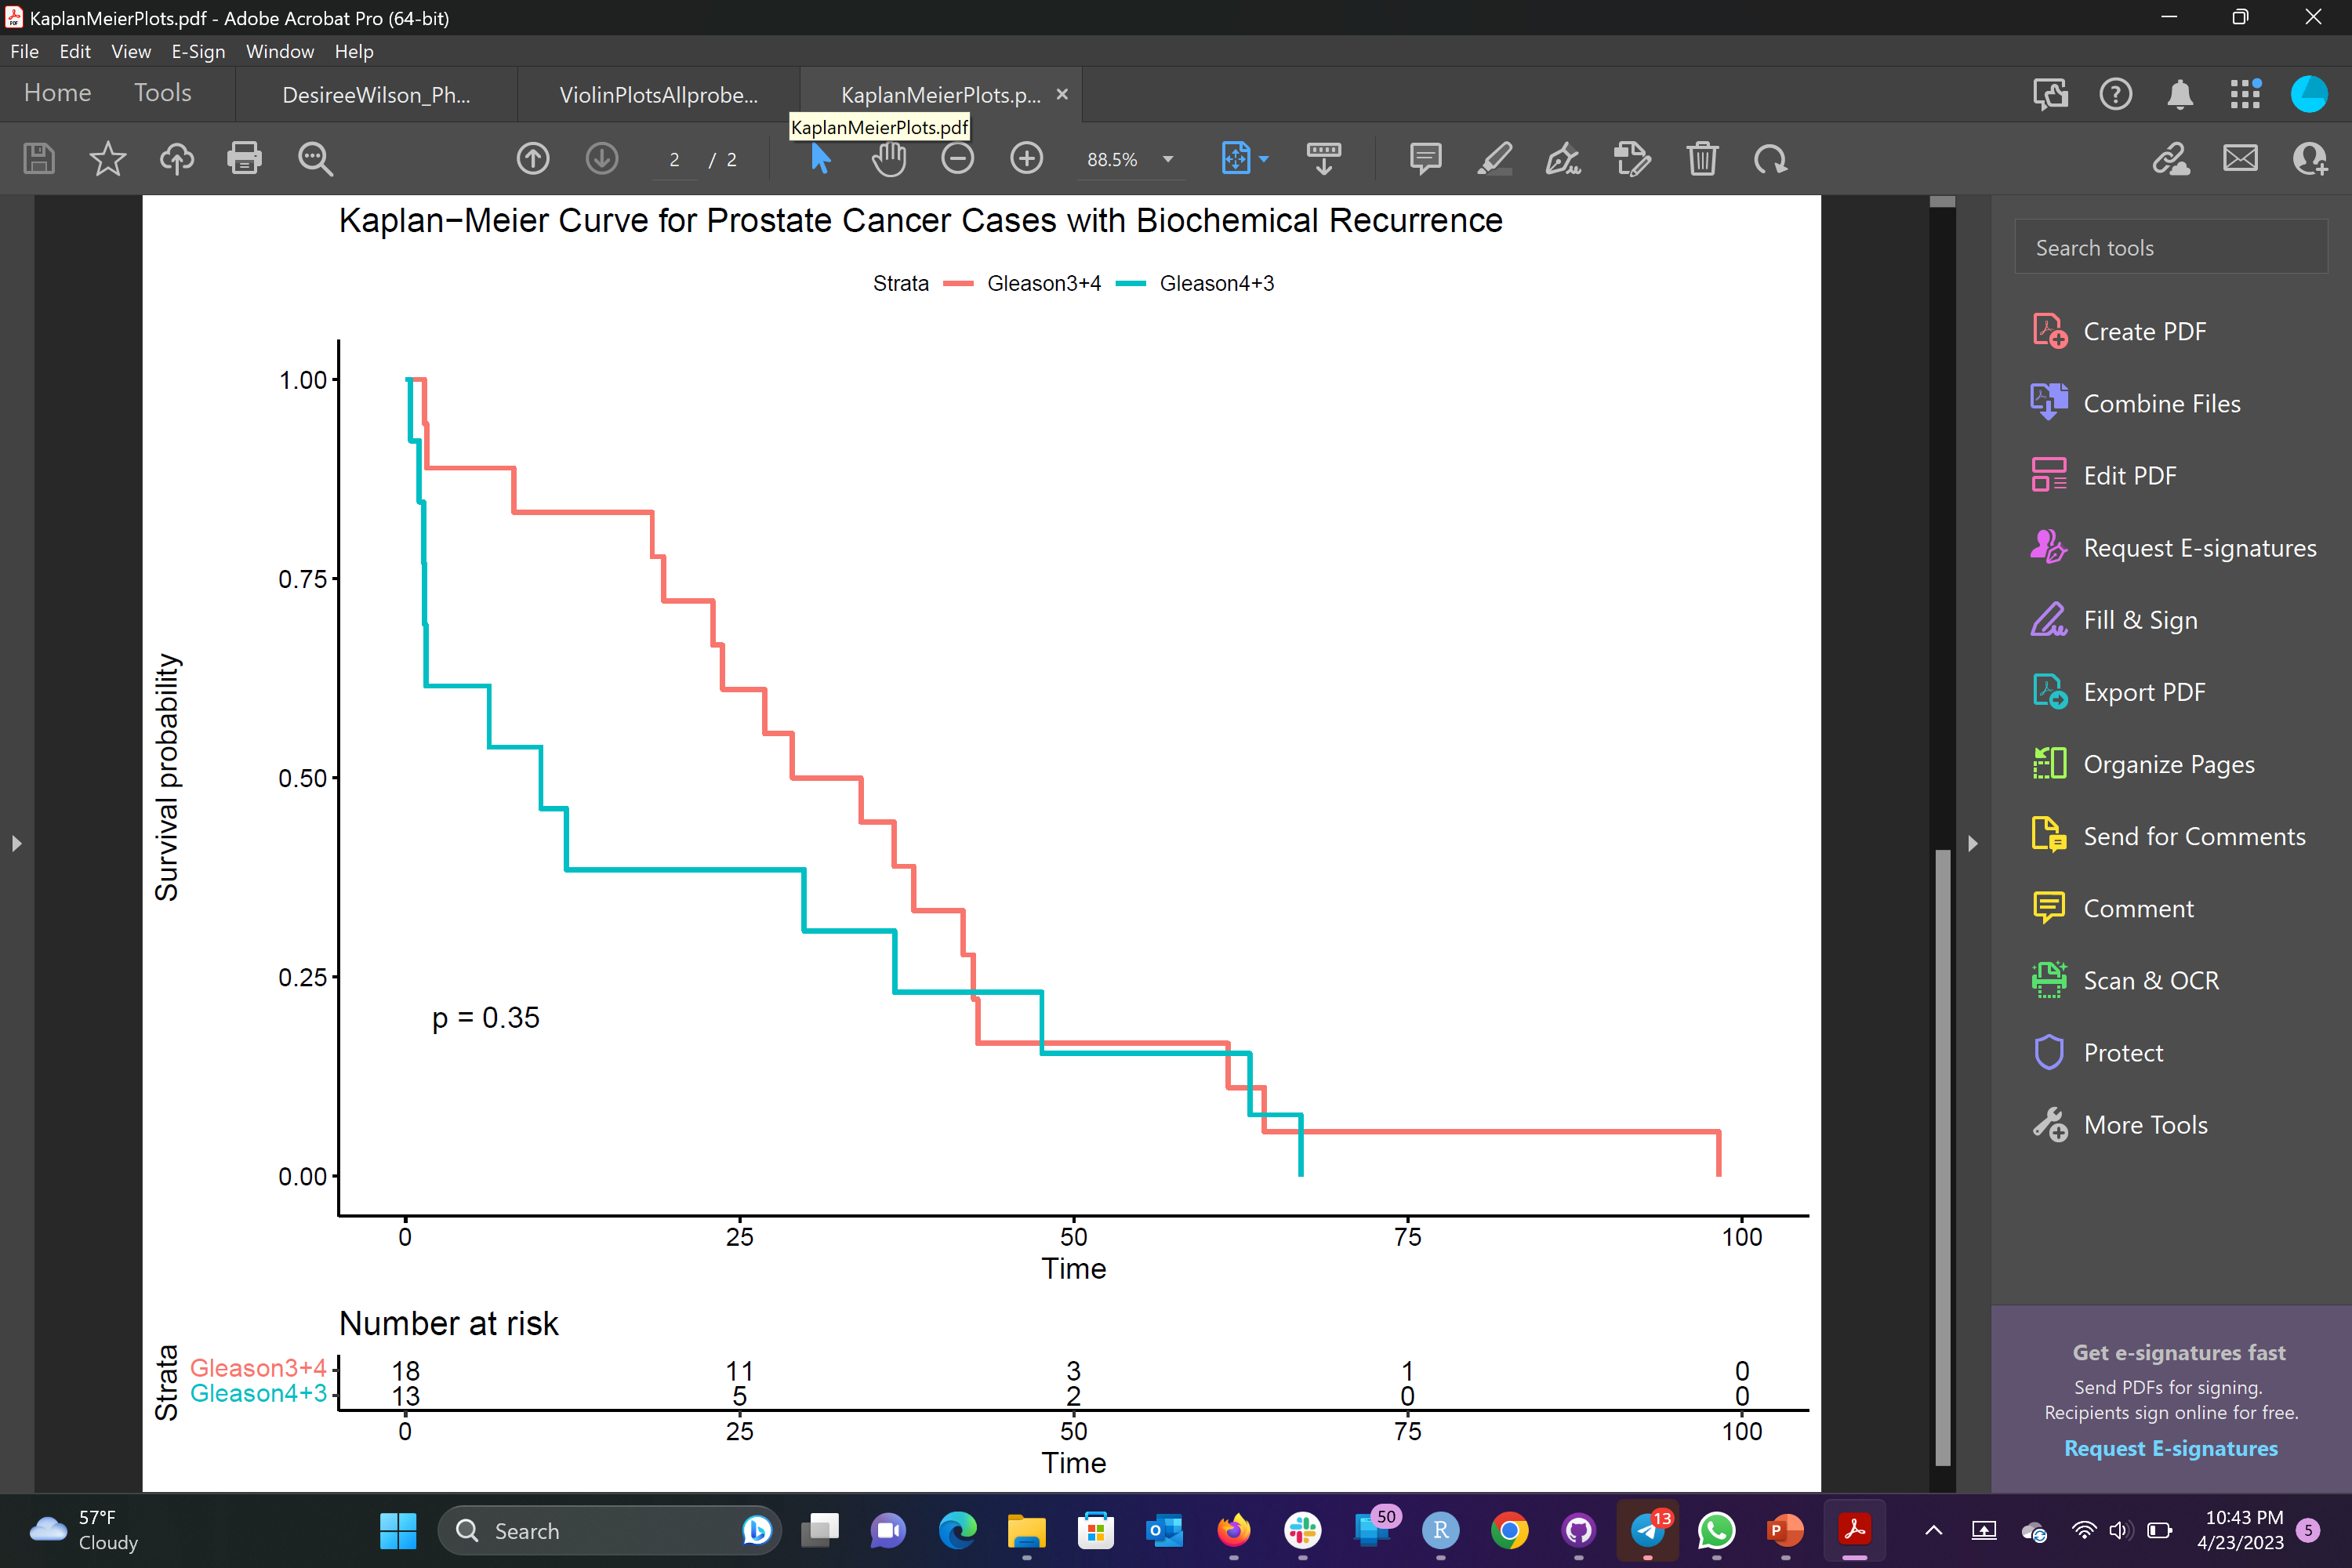 KaplanMeierPlots.pdf - Adobe Acrobat Pro (64-bit)
File Edit View E-Sign Window Help
Home Tools DesireeWilson_Ph... ViolinPlotsAllprobe... KaplanMeierPlots.p... ×
KaplanMeierPlots.pdf
2 / 2 88.5%
Kaplan−Meier Curve for Prostate Cancer Cases with Biochemical Recurrence
Strata Gleason3+4 Gleason4+3
Survival probability
1.00
0.75
0.50
0.25
0.00
p = 0.35
0 25 50 75 100
Time
Number at risk
Strata
Gleason3+4 18 11 3 1 0
Gleason4+3 13 5 2 0 0
0 25 50 75 100
Time
Search tools
Create PDF
Combine Files
Edit PDF
Request E-signatures
Fill & Sign
Export PDF
Organize Pages
Send for Comments
Comment
Scan & OCR
Protect
More Tools
Get e-signatures fast
Send PDFs for signing.
Recipients sign online for free.
Request E-signatures
57°F
Cloudy
Search
50
13
10:43 PM
4/23/2023
5